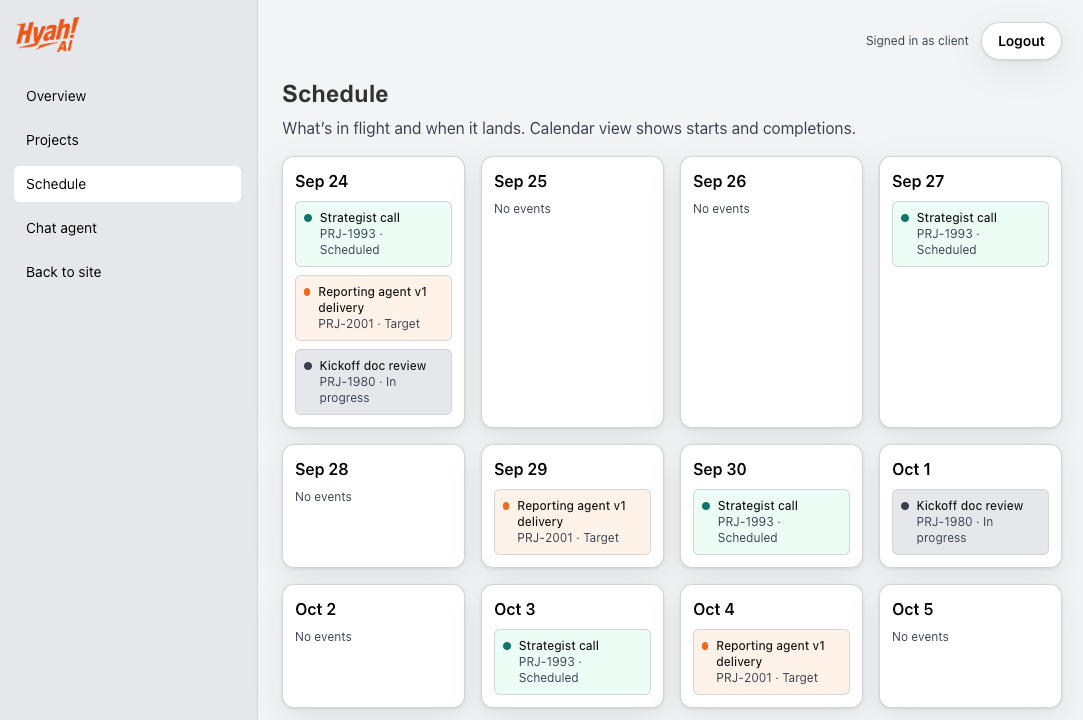 Hyah!
AI
Overview
Projects
Schedule
Chat agent
Back to site
Signed in as client
Logout
Schedule
What's in flight and when it lands. Calendar view shows starts and completions.
Sep 24
Strategist call
PRJ-1993 ·
Scheduled
Reporting agent v1
delivery
PRJ-2001 · Target
Kickoff doc review
PRJ-1980 · In
progress
Sep 25
No events
Sep 26
No events
Sep 27
Strategist call
PRJ-1993 ·
Scheduled
Sep 28
No events
Sep 29
Reporting agent v1
delivery
PRJ-2001 · Target
Sep 30
Strategist call
PRJ-1993 ·
Scheduled
Oct 1
Kickoff doc review
PRJ-1980 · In
progress
Oct 2
No events
Oct 3
Strategist call
PRJ-1993 ·
Scheduled
Oct 4
Reporting agent v1
delivery
PRJ-2001 · Target
Oct 5
No events